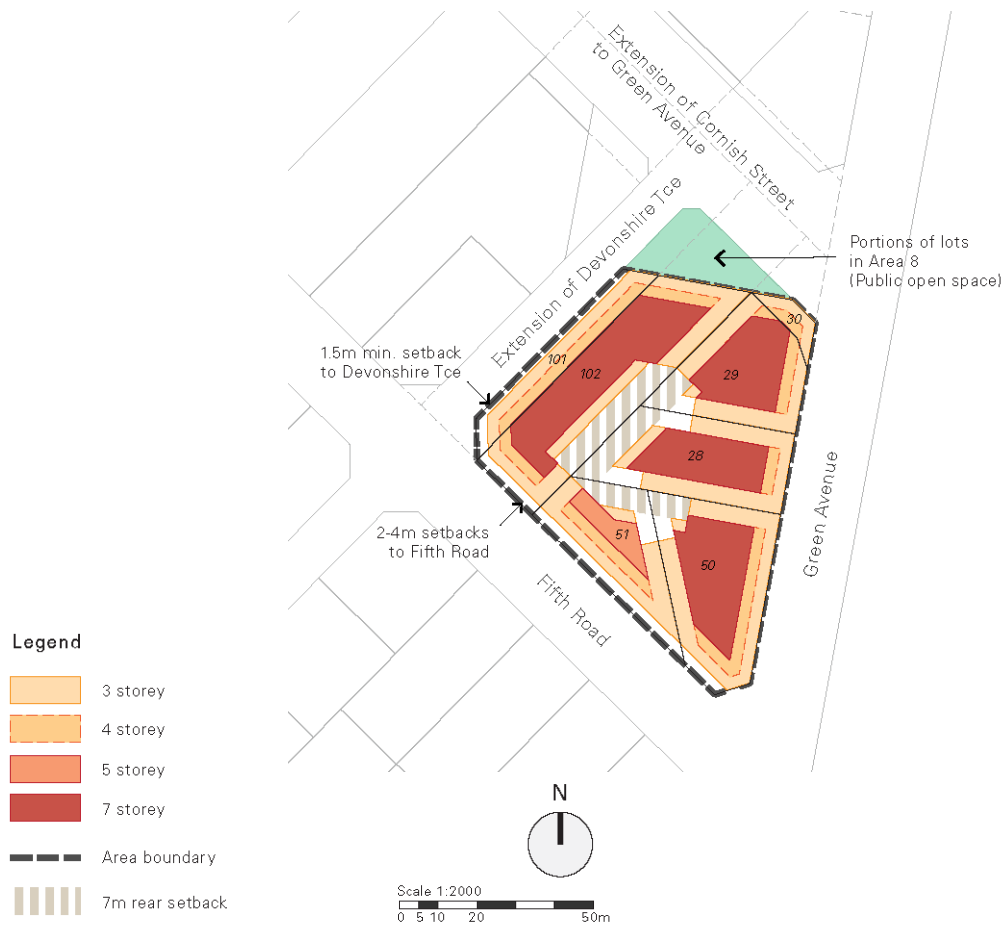 Extension of Cornish Street
to Green Avenue
Extension of Devonshire Tce
Portions of lots
in Area 8
(Public open space)
30
1.5m min. setback
to Devonshire Tce
101
102
29
28
Green Avenue
2-4m setbacks
to Fifth Road
51
50
Fifth Road
Legend
3 storey
4 storey
5 storey
7 storey
Area boundary
7m rear setback
N
Scale 1:2000
0 5 10 20 50m